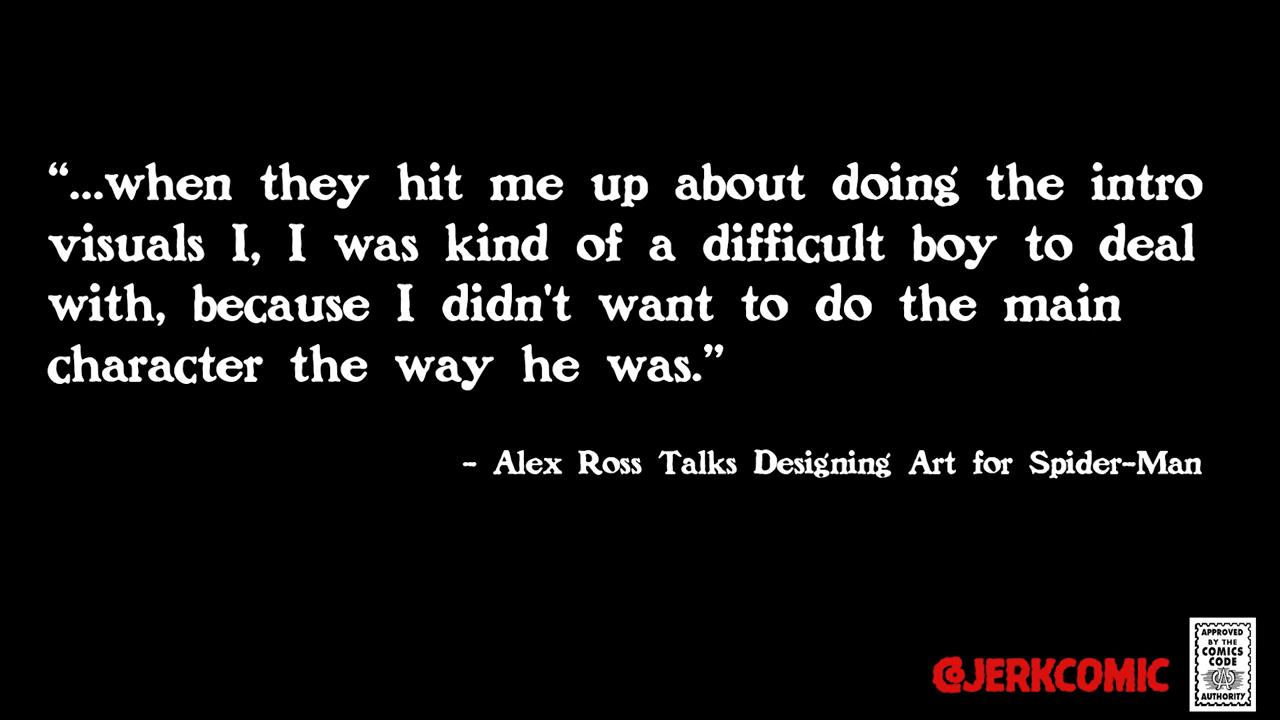 “...when they hit me up about doing the intro
visuals I, I was kind of a difficult boy to deal
with, because I didn't want to do the main
character the way he was.”
- Alex Ross Talks Designing Art for Spider-Man
@JERKCOMIC
APPROVED
BY THE
COMICS
CODE
CA
AUTHORITY